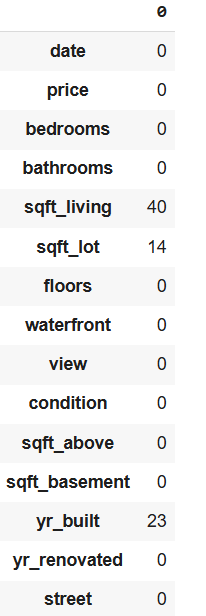 0
date 0
price 0
bedrooms 0
bathrooms 0
sqft_living 40
sqft_lot 14
floors 0
waterfront 0
view 0
condition 0
sqft_above 0
sqft_basement 0
yr_built 23
yr_renovated 0
street 0